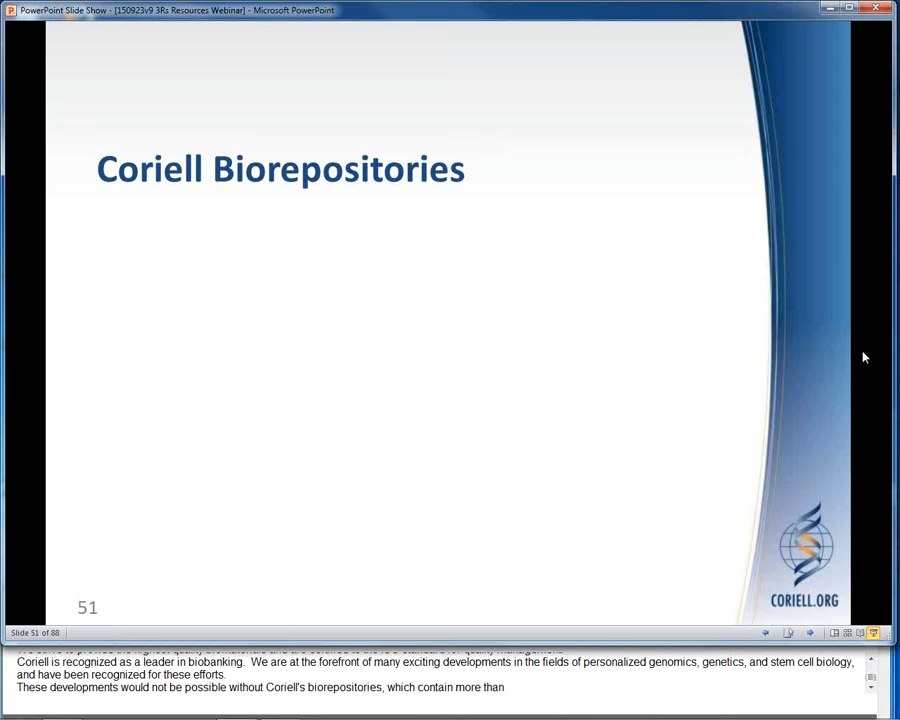 PowerPoint Slide Show - [150923v9 3Rs Resources Webinar] - Microsoft PowerPoint
Coriell Biorepositories
CORIELL.ORG
51
Slide 51 of 88
Coriell is recognized as a leader in biobanking. We are at the forefront of many exciting developments in the fields of personalized genomics, genetics, and stem cell biology,
and have been recognized for these efforts.
These developments would not be possible without Coriell's biorepositories, which contain more than